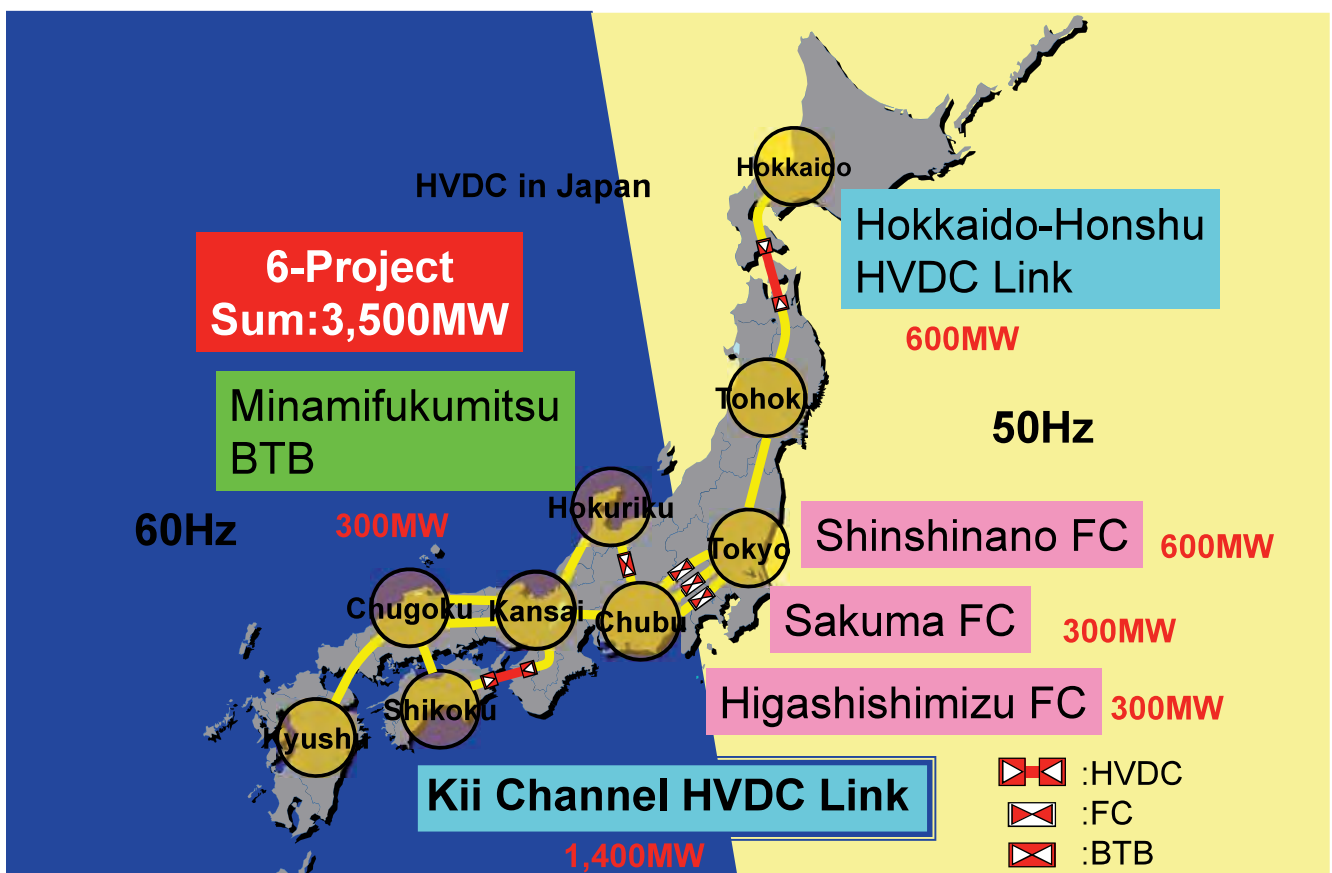 HVDC in Japan
Hokkaido
Hokkaido-Honshu
HVDC Link
600MW
6-Project
Sum:3,500MW
Minamifukumitsu
BTB
300MW
60Hz
50Hz
Tohoku
Hokuriku
Tokyo
Shinshinano FC
600MW
Chugoku
Kansai
Chubu
Sakuma FC
300MW
Shikoku
Kyushu
Higashishimizu FC
300MW
Kii Channel HVDC Link
1,400MW
:HVDC
:FC
:BTB